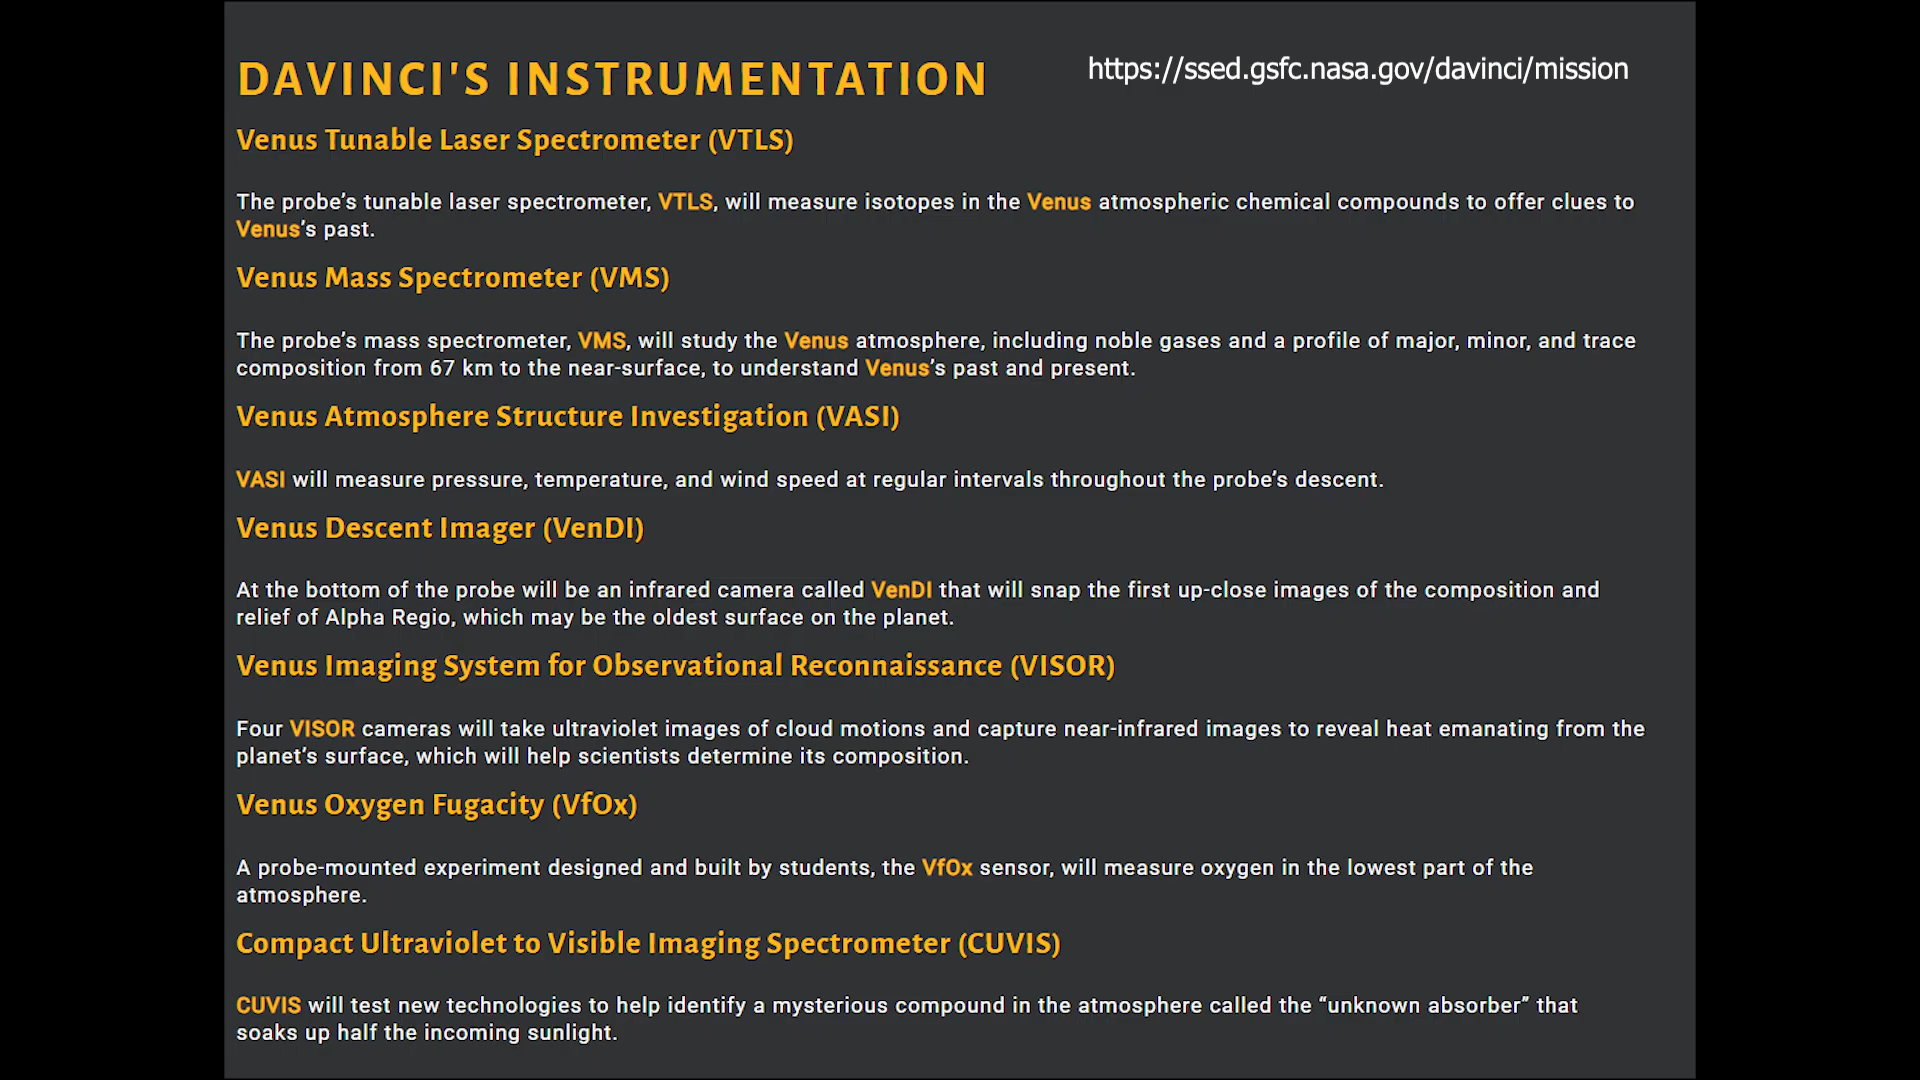 DAVINCI'S INSTRUMENTATION
https://ssed.gsfc.nasa.gov/davinci/mission
Venus Tunable Laser Spectrometer (VTLS)
The probe’s tunable laser spectrometer, VTLS, will measure isotopes in the Venus atmospheric chemical compounds to offer clues to
Venus’s past.
Venus Mass Spectrometer (VMS)
The probe’s mass spectrometer, VMS, will study the Venus atmosphere, including noble gases and a profile of major, minor, and trace
composition from 67 km to the near-surface, to understand Venus’s past and present.
Venus Atmosphere Structure Investigation (VASI)
VASI will measure pressure, temperature, and wind speed at regular intervals throughout the probe’s descent.
Venus Descent Imager (VenDI)
At the bottom of the probe will be an infrared camera called VenDI that will snap the first up-close images of the composition and
relief of Alpha Regio, which may be the oldest surface on the planet.
Venus Imaging System for Observational Reconnaissance (VISOR)
Four VISOR cameras will take ultraviolet images of cloud motions and capture near-infrared images to reveal heat emanating from the
planet’s surface, which will help scientists determine its composition.
Venus Oxygen Fugacity (VfOx)
A probe-mounted experiment designed and built by students, the VfOx sensor, will measure oxygen in the lowest part of the
atmosphere.
Compact Ultraviolet to Visible Imaging Spectrometer (CUVIS)
CUVIS will test new technologies to help identify a mysterious compound in the atmosphere called the “unknown absorber” that
soaks up half the incoming sunlight.